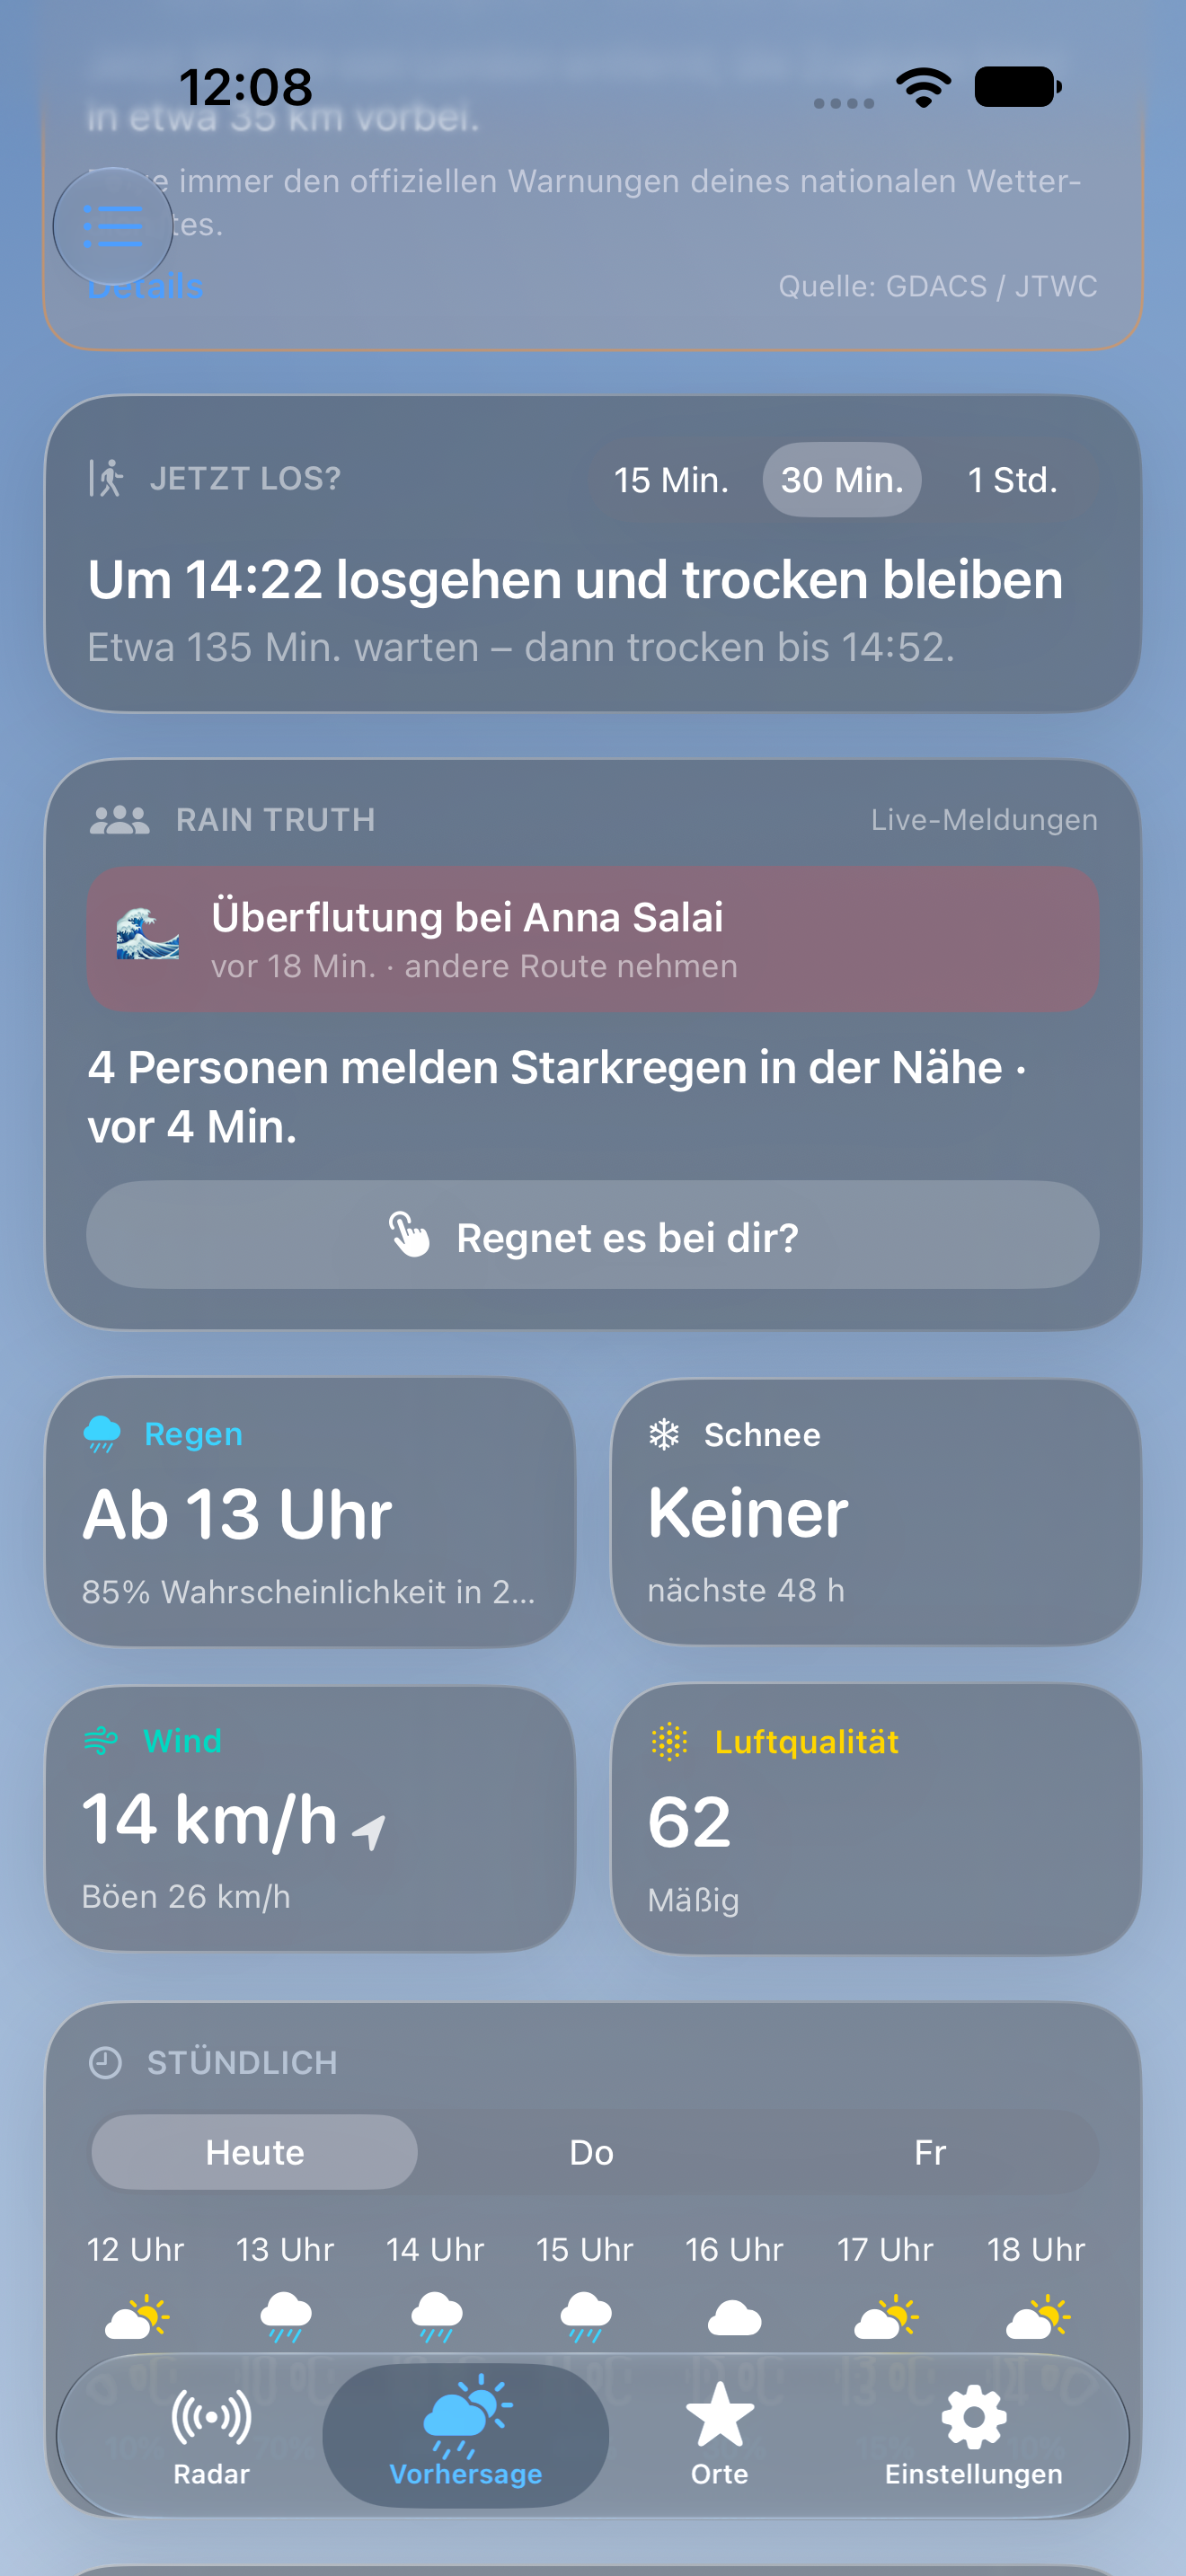 12:08
in etwa 35 km vorbei.
immer den offiziellen Warnungen deines nationalen Wetter-
Details
Quelle: GDACS / JTWC
JETZT LOS?
15 Min.
30 Min.
1 Std.
Um 14:22 losgehen und trocken bleiben
Etwa 135 Min. warten – dann trocken bis 14:52.
RAIN TRUTH
Live-Meldungen
Überflutung bei Anna Salai
vor 18 Min. · andere Route nehmen
4 Personen melden Starkregen in der Nähe ·
vor 4 Min.
Regnet es bei dir?
Regen
Schnee
Ab 13 Uhr
Keiner
85% Wahrscheinlichkeit in 2...
nächste 48 h
Wind
Luftqualität
14 km/h
62
Böen 26 km/h
Mäßig
STÜNDLICH
Heute
Do
Fr
12 Uhr
13 Uhr
14 Uhr
15 Uhr
16 Uhr
17 Uhr
18 Uhr
Radar
Vorhersage
Orte
Einstellungen